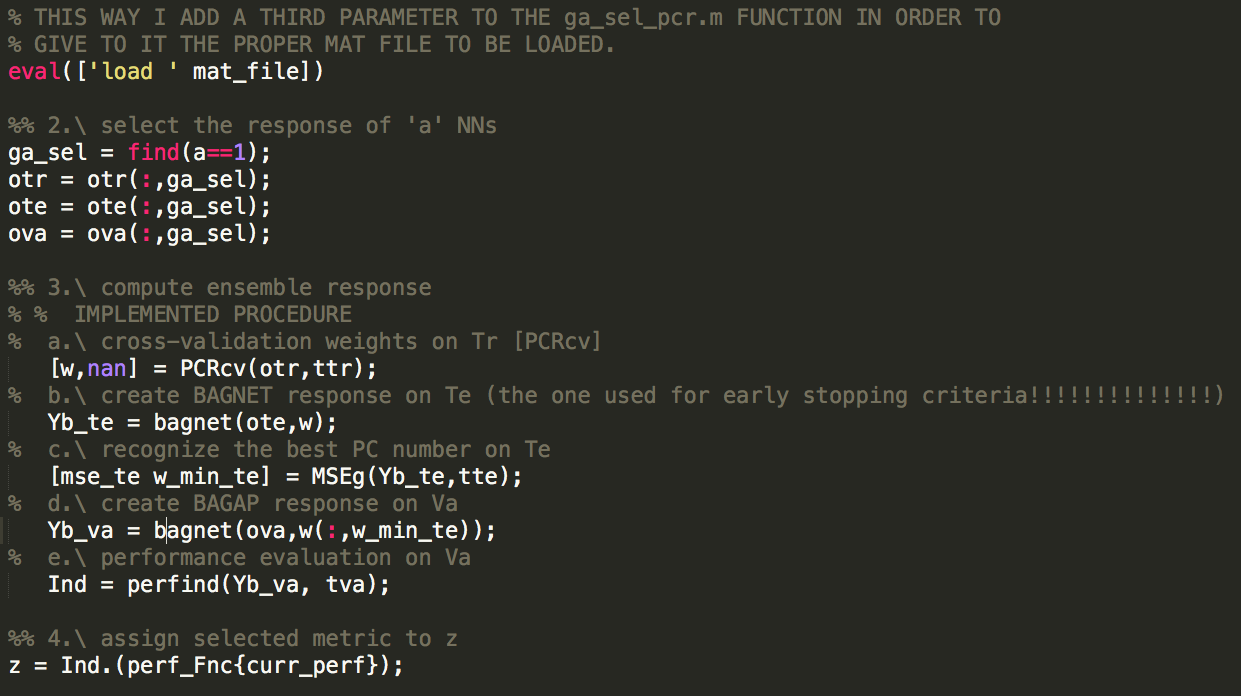 % THIS WAY I ADD A THIRD PARAMETER TO THE ga_sel_pcr.m FUNCTION IN ORDER TO
% GIVE TO IT THE PROPER MAT FILE TO BE LOADED.
eval(['load ' mat_file])
%% 2.\ select the response of 'a' NNs
ga_sel = find(a==1);
otr = otr(:,ga_sel);
ote = ote(:,ga_sel);
ova = ova(:,ga_sel);
%% 3.\ compute ensemble response
% %  IMPLEMENTED PROCEDURE
%  a.\ cross-validation weights on Tr [PCRcv]
   [w,nan] = PCRcv(otr,ttr);
%  b.\ create BAGNET response on Te (the one used for early stopping criteria!!!!!!!!!!!!!!)
   Yb_te = bagnet(ote,w);
%  c.\ recognize the best PC number on Te
   [mse_te w_min_te] = MSEg(Yb_te,tte);
%  d.\ create BAGAP response on Va
   Yb_va = bagnet(ova,w(:,w_min_te));
%  e.\ performance evaluation on Va
   Ind = perfind(Yb_va, tva);
%% 4.\ assign selected metric to z
z = Ind.(perf_Fnc{curr_perf});